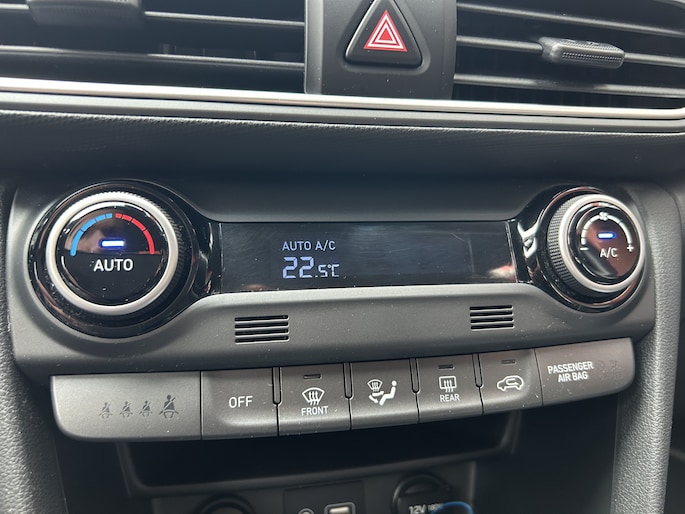 AUTO A/C
22.5°C
AUTO
A/C
- +
OFF
FRONT
REAR
PASSENGER
AIR BAG
12V